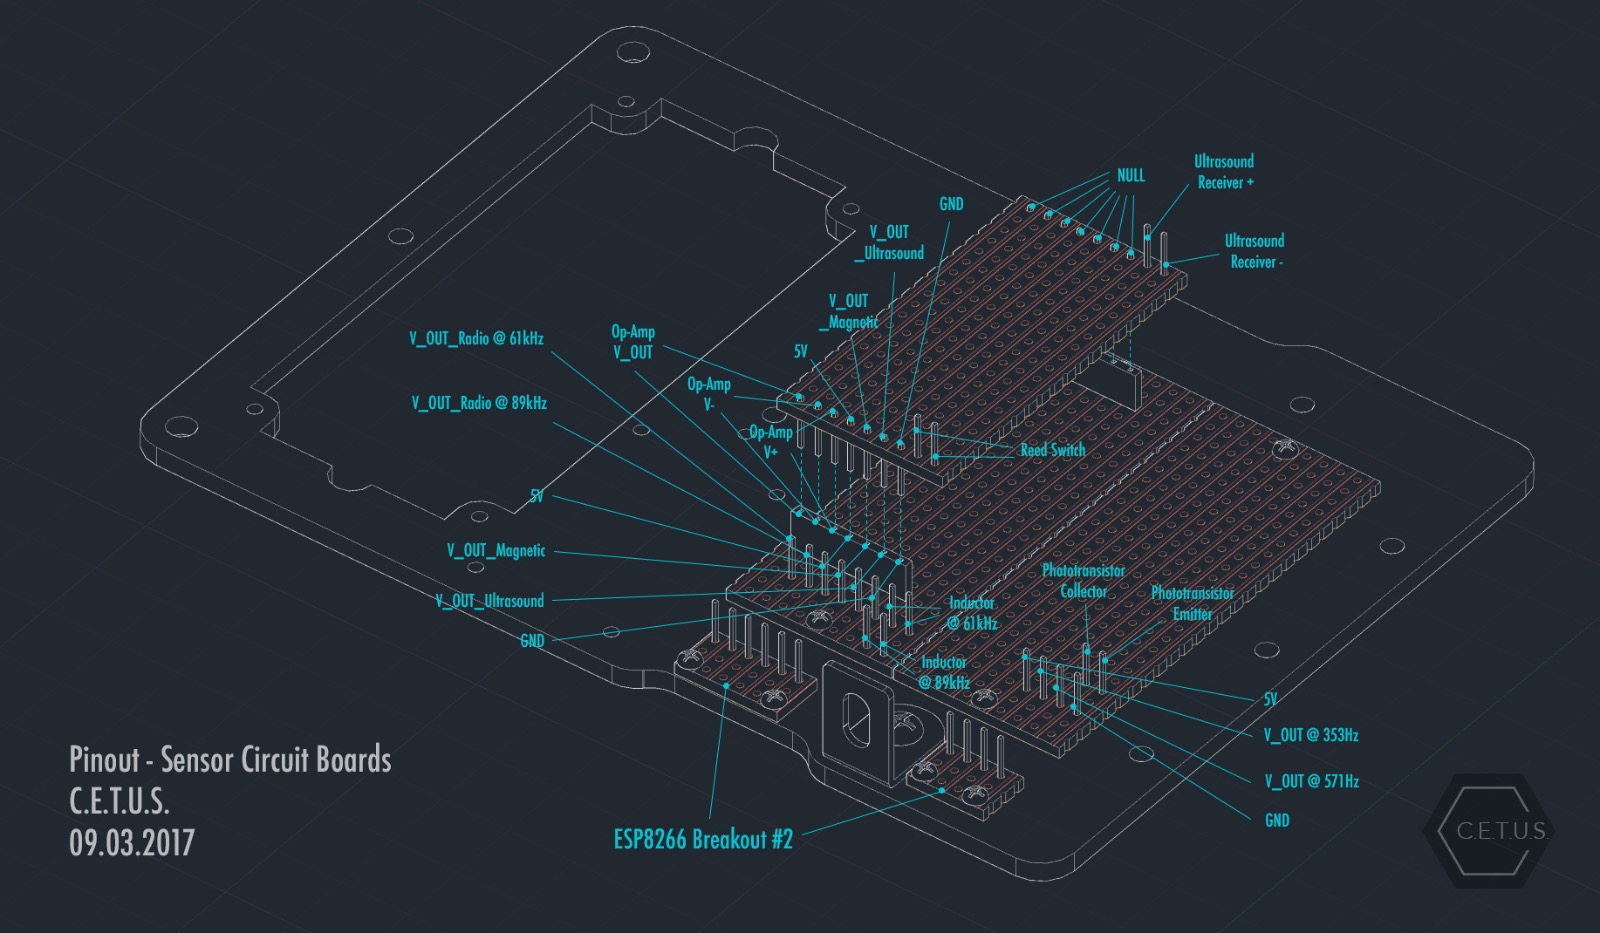 NULL
Ultrasound
Receiver +
GND
V_OUT
_Ultrasound
Ultrasound
Receiver -
V_OUT
_Magnetic
V_OUT_Radio @ 61kHz
Op-Amp
V_OUT
5V
Op-Amp
V-
V_OUT_Radio @ 89kHz
Op-Amp
V+
Reed Switch
5V
V_OUT_Magnetic
V_OUT_Ultrasound
GND
Inductor
@ 61kHz
Inductor
@ 89kHz
Phototransistor
Collector
Phototransistor
Emitter
5V
V_OUT @ 353Hz
V_OUT @ 571Hz
GND
Pinout - Sensor Circuit Boards
C.E.T.U.S.
09.03.2017
ESP8266 Breakout #2
C.E.T.U.S.